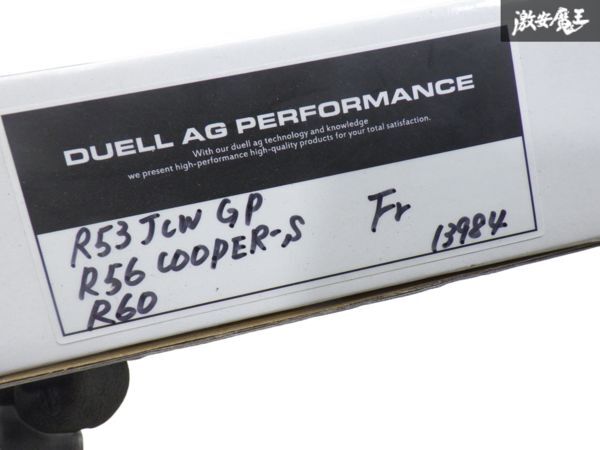 激安魔王
DUELL AG PERFORMANCE
With our duell ag technology and knowledge
we present high-performance high-quality products for your total satisfaction.
R53 JCW GP
R56 COOPER-S Fr
R60 13984